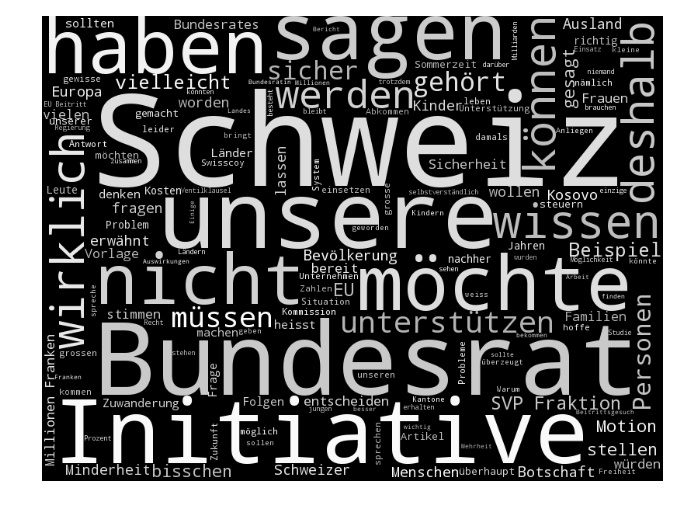 sollten Bundesrates haben sagen Bericht Milliarden Ausland richtig Einsatz kleine
gewisse vielleicht sicher Bundesrätin Millionen Sommerzeit trotzdem darüber gehört niemand
Europa werden Kinder leben nämlich gesagt können deshalb
EU Beitritt vielen worden könnten besteht Landes bleibt Abkommen Unterstützung brauchen Frauen
unserer Regierung gemacht Schweiz damals Anliegen
Antwort leider bringt
möchten zusammen Länder Swisscoy lassen System Sicherheit
Leute denken Kosten Ventilklausel einsetzen grosse selbstverständlich wollen Kosovo einzige
wirklich fragen Einige unsere Kindern steuern
Problem geworden wissen
erwähnt Ländern Jahren Beispiel
Vorlage Auswirkungen Bevölkerung nachher wurden Möglichkeit könnte
nicht bereit sehen möchte
Unternehmen weiss Arbeit
spreche Zahlen EU finden
Situation
stimmen müssen Kommission unterstützen Familien Personen
grossen Recht machen geben heisst bekommen hoffe Studie
stehen Bundesrat Probleme sollte überzeugt
Millionen Franken Franken Frage unseren Warum
kommen Kantone
Zuwanderung Folgen entscheiden erhalten SVP Fraktion
jungen besser Beitrittsgesuch
Initiative Zukunft möglich sprechen wichtig Motion
Prozent sollen Artikel Mehrheit stellen
Minderheit bisschen Schweizer Menschen überhaupt Botschaft Freiheit würden